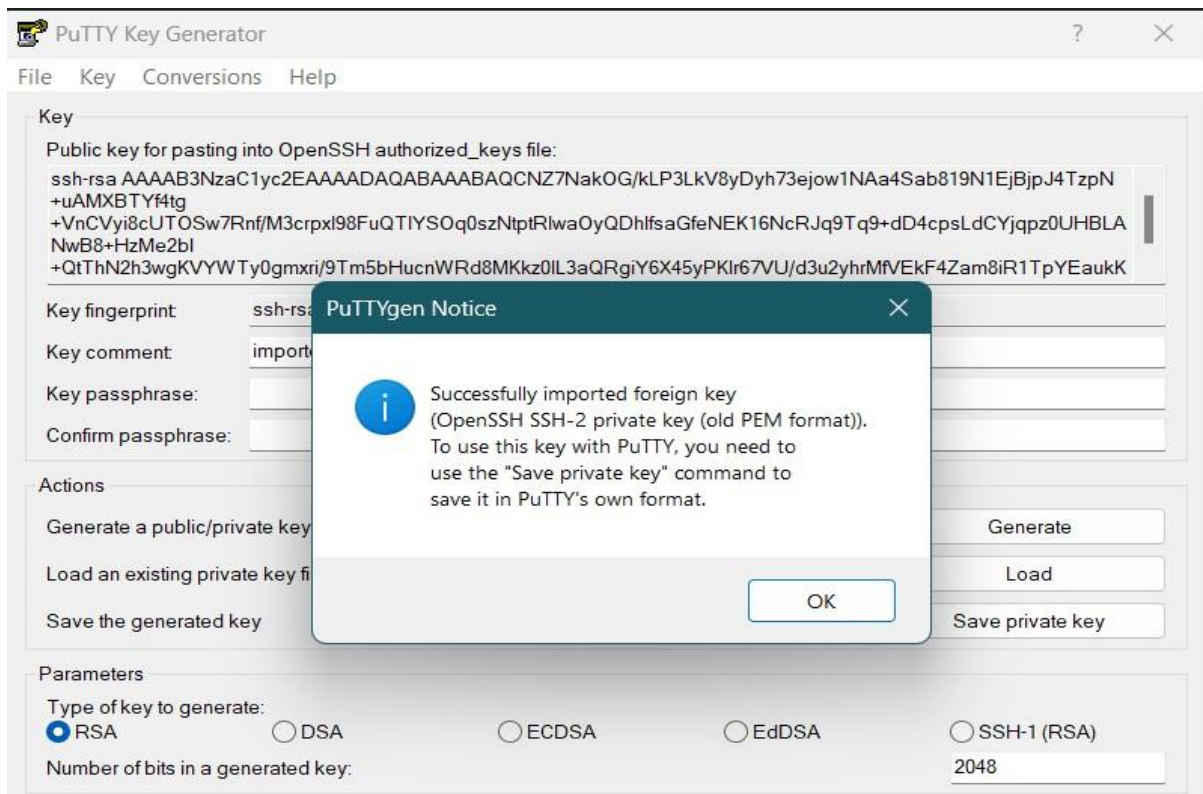 PuTTY Key Generator
File Key Conversions Help
Key
Public key for pasting into OpenSSH authorized_keys file:
ssh-rsa AAAAB3NzaC1yc2EAAAADAQABAAABAQCNZ7NakOG/kLP3LkV8yDyh73ejow1NAa4Sab819N1EjBjpJ4TzpN
+uAMXBTYf4tg
+VnCVyi8cUTOSw7Rnf/M3crpxl98FuQTIYSOq0szNtptRlwaOyQDhlfsaGfeNEK16NcRJq9Tq9+dD4cpsLdCYjqpz0UHBLA
NwB8+HzMe2bl
+QtThN2h3wgKVYWTy0gmxri/9Tm5bHucnWRd8MKkz0IL3aQRgiY6X45yPKlr67VU/d3u2yhrMfVEkF4Zam8iR1TpYEaukK
Key fingerprint: ssh-rsa
Key comment: importe
Key passphrase:
Confirm passphrase:
PuTTYgen Notice
Successfully imported foreign key
(OpenSSH SSH-2 private key (old PEM format)).
To use this key with PuTTY, you need to
use the "Save private key" command to
save it in PuTTY's own format.
OK
Actions
Generate a public/private key Generate
Load an existing private key fi Load
Save the generated key Save private key
Parameters
Type of key to generate:
RSA DSA ECDSA EdDSA SSH-1 (RSA)
Number of bits in a generated key: 2048